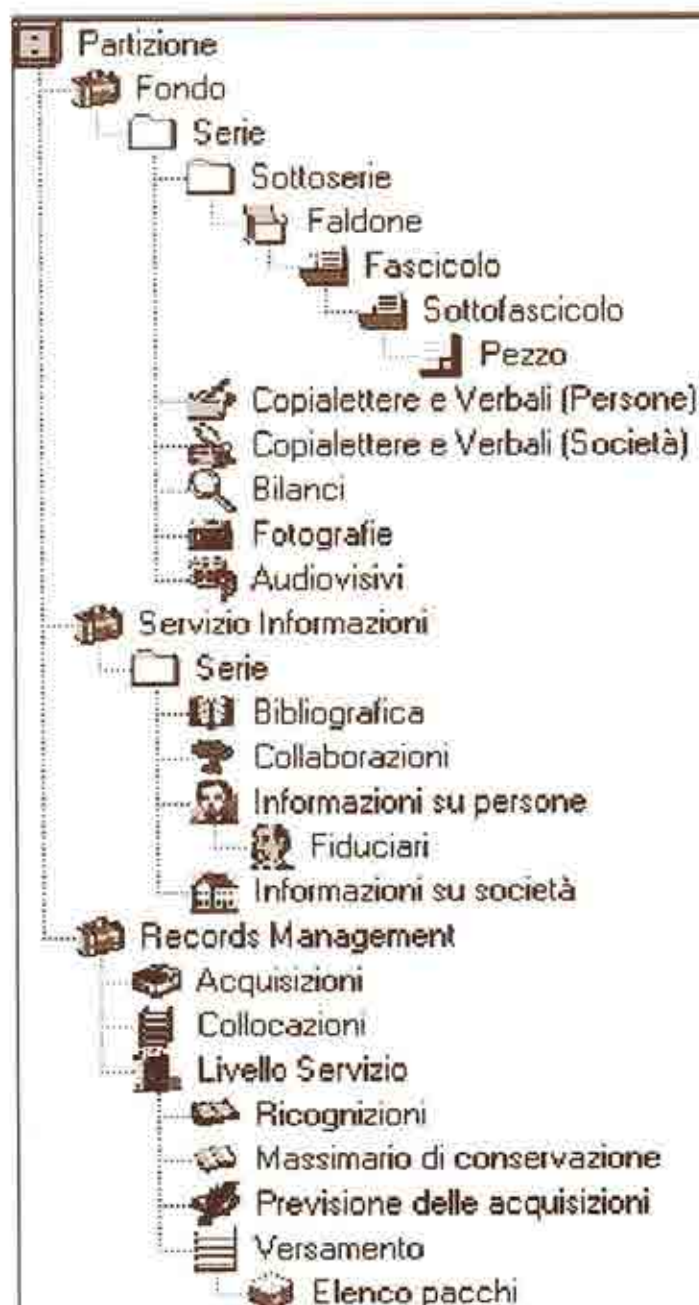 Partizione
Fondo
Serie
Sottoserie
Faldone
Fascicolo
Sottofascicolo
Pezzo
Copialettere e Verbali (Persone)
Copialettere e Verbali (Società)
Bilanci
Fotografie
Audiovisivi
Servizio Informazioni
Serie
Bibliografica
Collaborazioni
Informazioni su persone
Fiduciari
Informazioni su società
Records Management
Acquisizioni
Collocazioni
Livello Servizio
Ricognizioni
Massimario di conservazione
Previsione delle acquisizioni
Versamento
Elenco pacchi